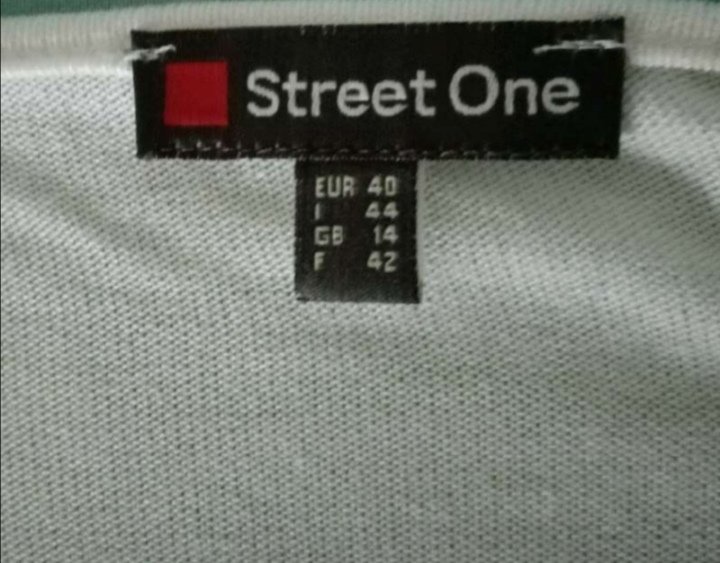 Street One
EUR 40
I 44
GB 14
F 42